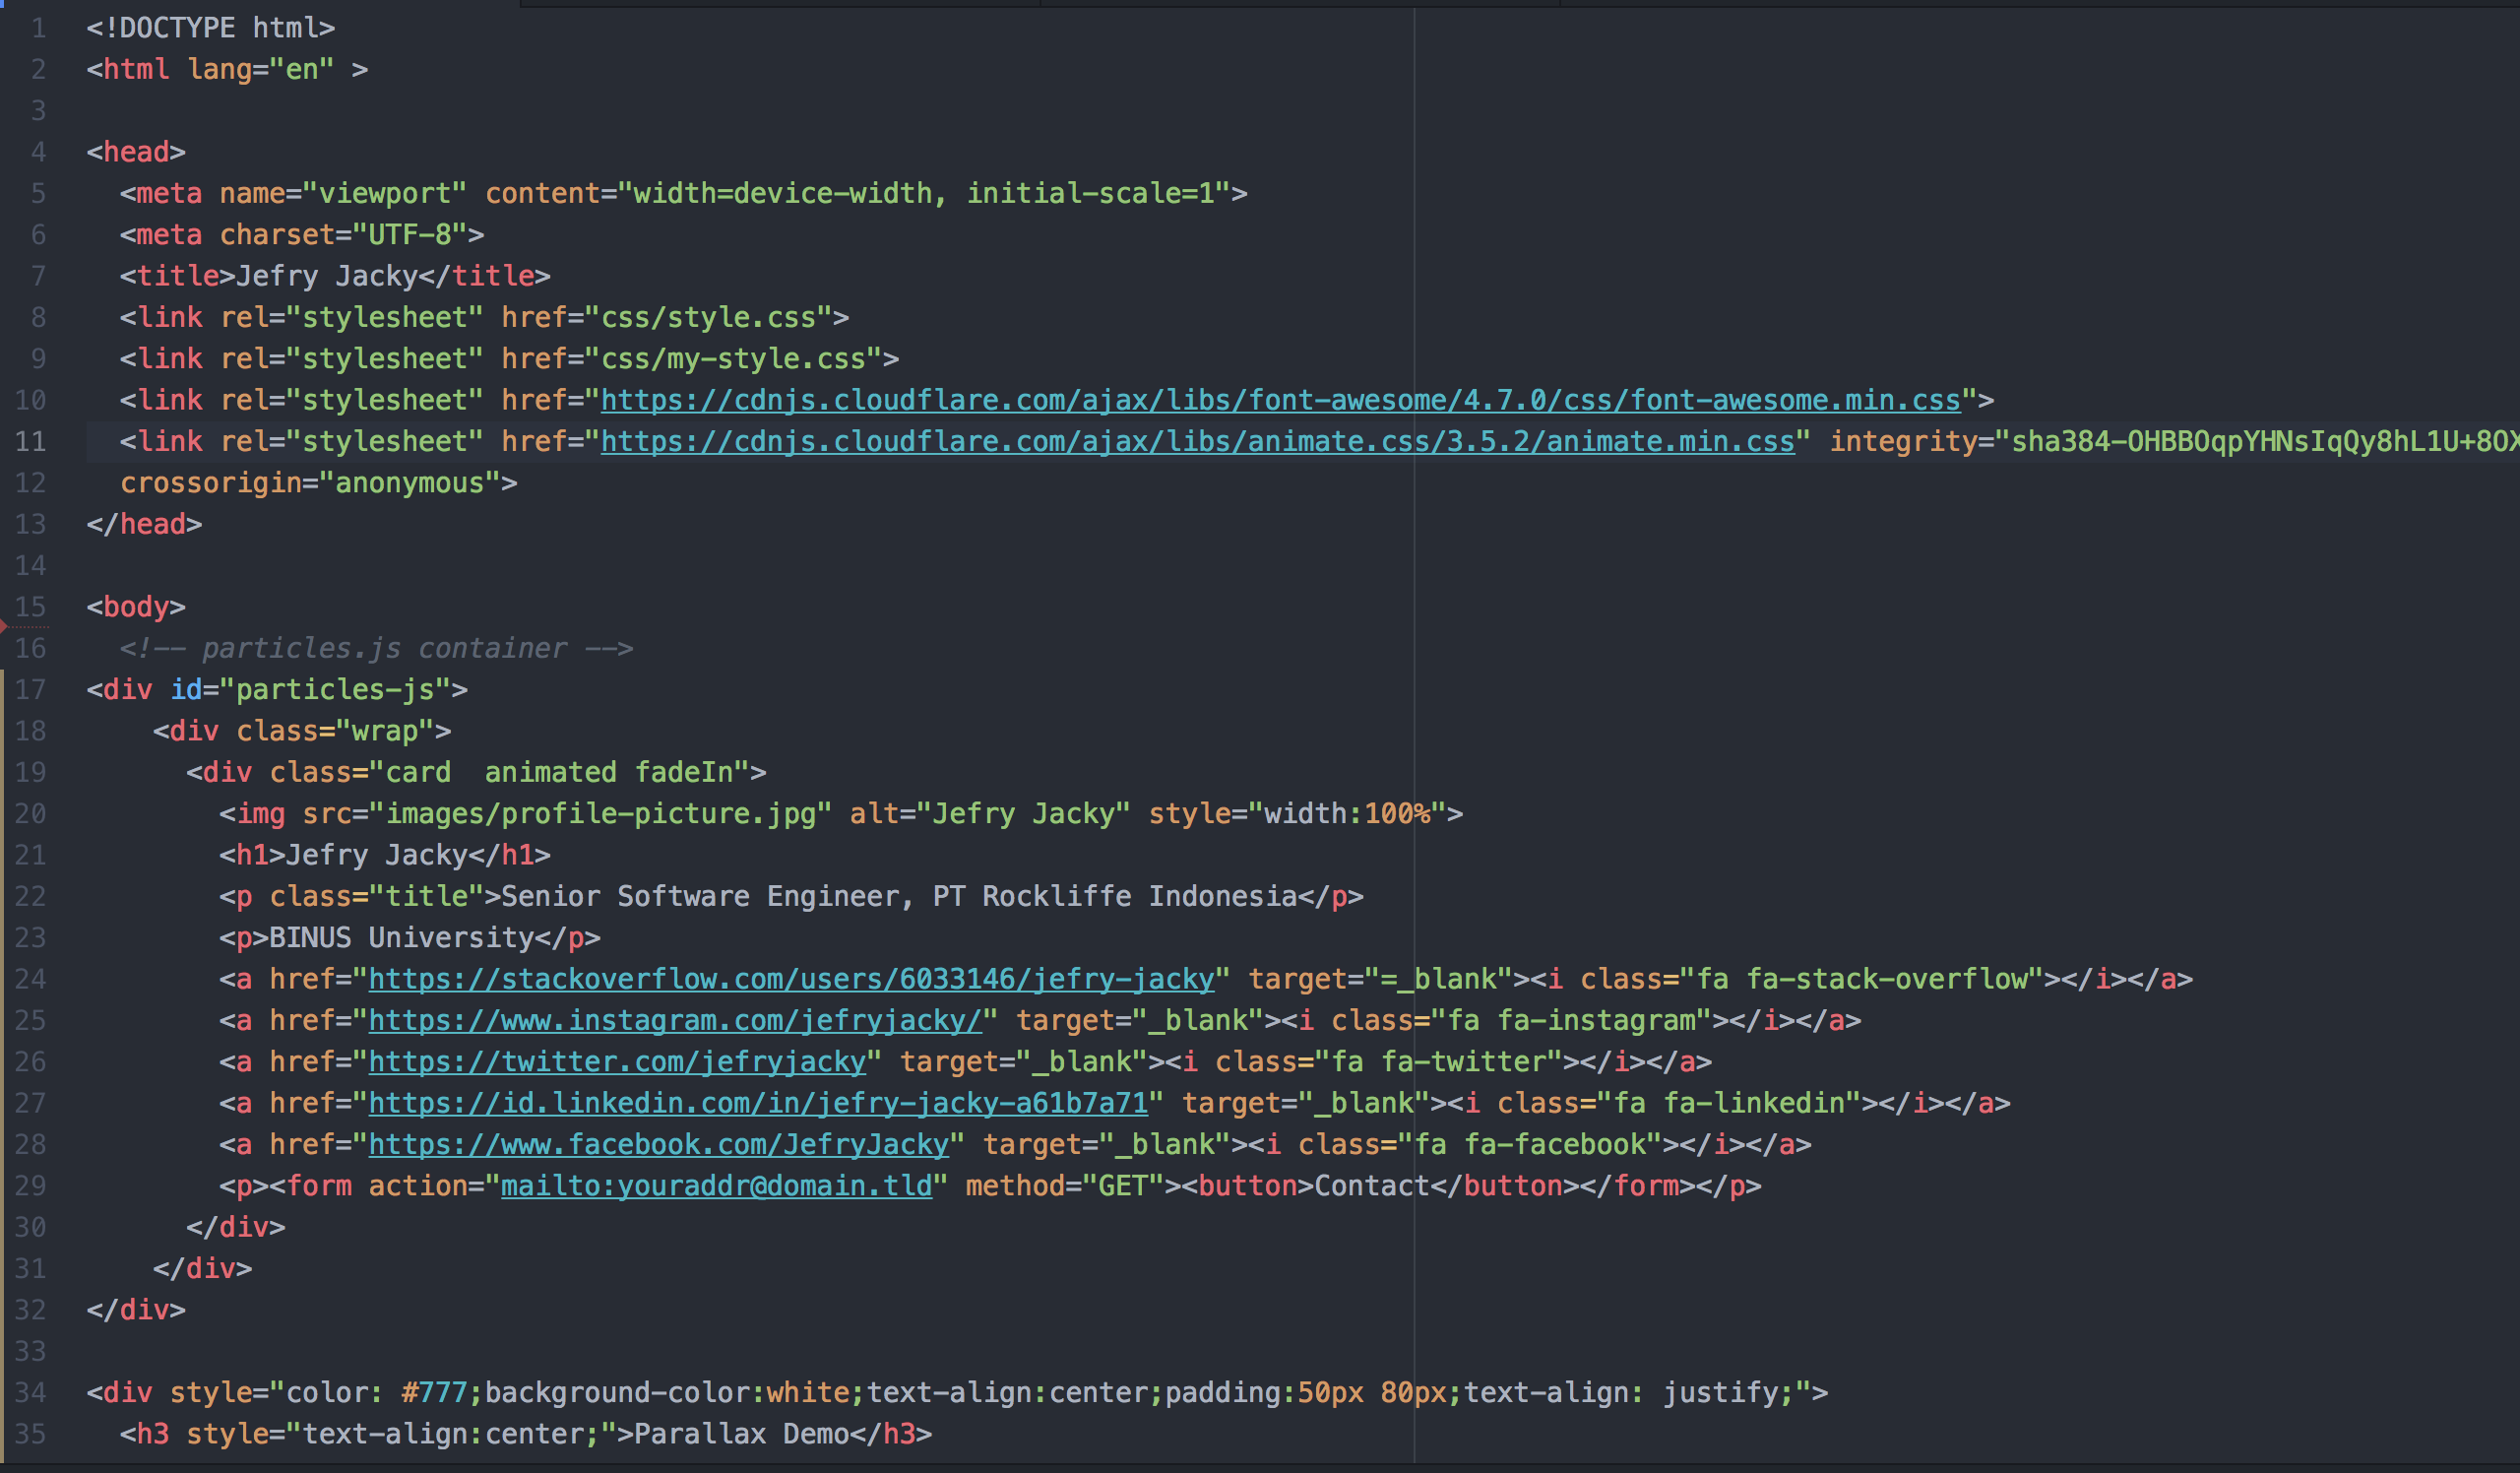 1 <!DOCTYPE html>
2 <html lang="en" >
3
4 <head>
5   <meta name="viewport" content="width=device-width, initial-scale=1">
6   <meta charset="UTF-8">
7   <title>Jefry Jacky</title>
8   <link rel="stylesheet" href="css/style.css">
9   <link rel="stylesheet" href="css/my-style.css">
10   <link rel="stylesheet" href="https://cdnjs.cloudflare.com/ajax/libs/font-awesome/4.7.0/css/font-awesome.min.css">
11   <link rel="stylesheet" href="https://cdnjs.cloudflare.com/ajax/libs/animate.css/3.5.2/animate.min.css" integrity="sha384-OHBBOqpYHNsIqQy8hL1U+8OX
12   crossorigin="anonymous">
13 </head>
14
15 <body>
16   <!-- particles.js container -->
17 <div id="particles-js">
18     <div class="wrap">
19       <div class="card  animated fadeIn">
20         <img src="images/profile-picture.jpg" alt="Jefry Jacky" style="width:100%">
21         <h1>Jefry Jacky</h1>
22         <p class="title">Senior Software Engineer, PT Rockliffe Indonesia</p>
23         <p>BINUS University</p>
24         <a href="https://stackoverflow.com/users/6033146/jefry-jacky" target="=_blank"><i class="fa fa-stack-overflow"></i></a>
25         <a href="https://www.instagram.com/jefryjacky/" target="_blank"><i class="fa fa-instagram"></i></a>
26         <a href="https://twitter.com/jefryjacky" target="_blank"><i class="fa fa-twitter"></i></a>
27         <a href="https://id.linkedin.com/in/jefry-jacky-a61b7a71" target="_blank"><i class="fa fa-linkedin"></i></a>
28         <a href="https://www.facebook.com/JefryJacky" target="_blank"><i class="fa fa-facebook"></i></a>
29         <p><form action="mailto:youraddr@domain.tld" method="GET"><button>Contact</button></form></p>
30       </div>
31     </div>
32 </div>
33
34 <div style="color: #777;background-color:white;text-align:center;padding:50px 80px;text-align: justify;">
35   <h3 style="text-align:center;">Parallax Demo</h3>